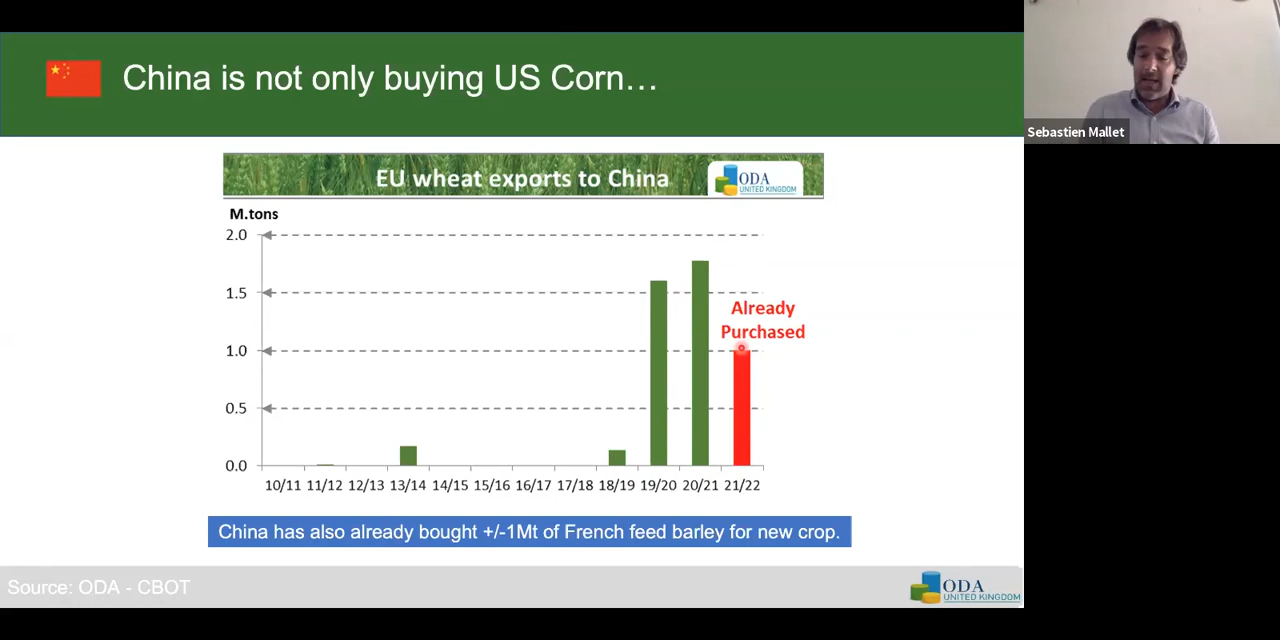 China is not only buying US Corn…
Sebastien Mallet
EU wheat exports to China
ODA
UNITED KINGDOM
M.tons
2.0
1.5
1.0
0.5
0.0
Already
Purchased
10/11 11/12 12/13 13/14 14/15 15/16 16/17 17/18 18/19 19/20 20/21 21/22
China has also already bought +/-1Mt of French feed barley for new crop.
Source: ODA - CBOT
ODA
UNITED KINGDOM